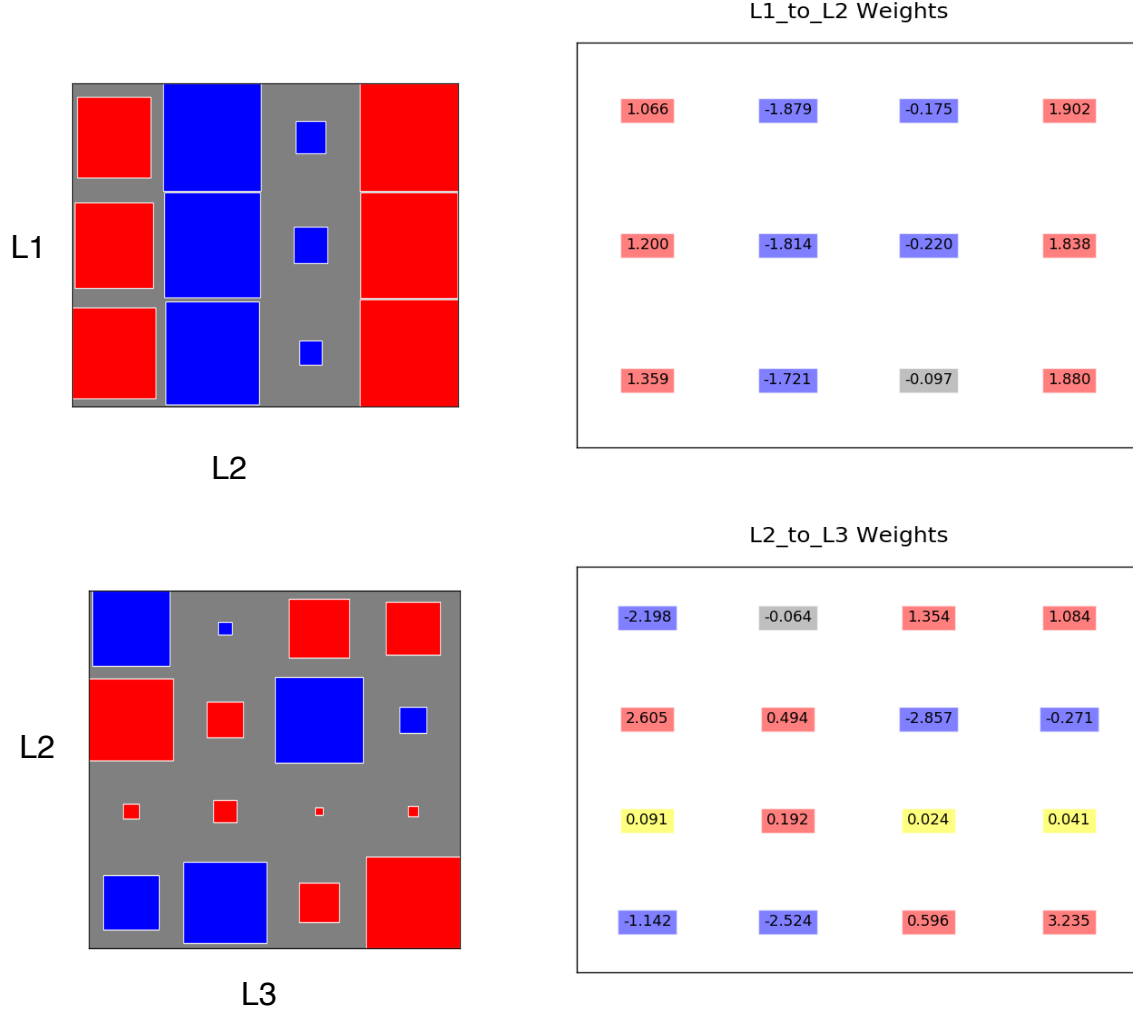 L1_to_L2 Weights
L1
1.066 -1.879 -0.175 1.902
1.200 -1.814 -0.220 1.838
1.359 -1.721 -0.097 1.880
L2
L2_to_L3 Weights
L2
-2.198 -0.064 1.354 1.084
2.605 0.494 -2.857 -0.271
0.091 0.192 0.024 0.041
-1.142 -2.524 0.596 3.235
L3